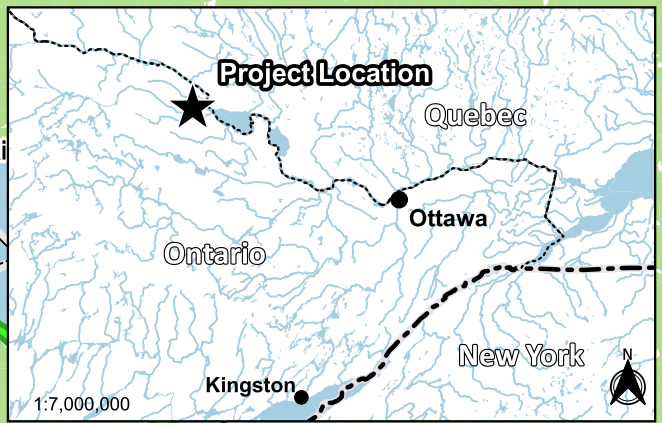 Project Location
Quebec
Ottawa
Ontario
New York
N
Kingston
1:7,000,000